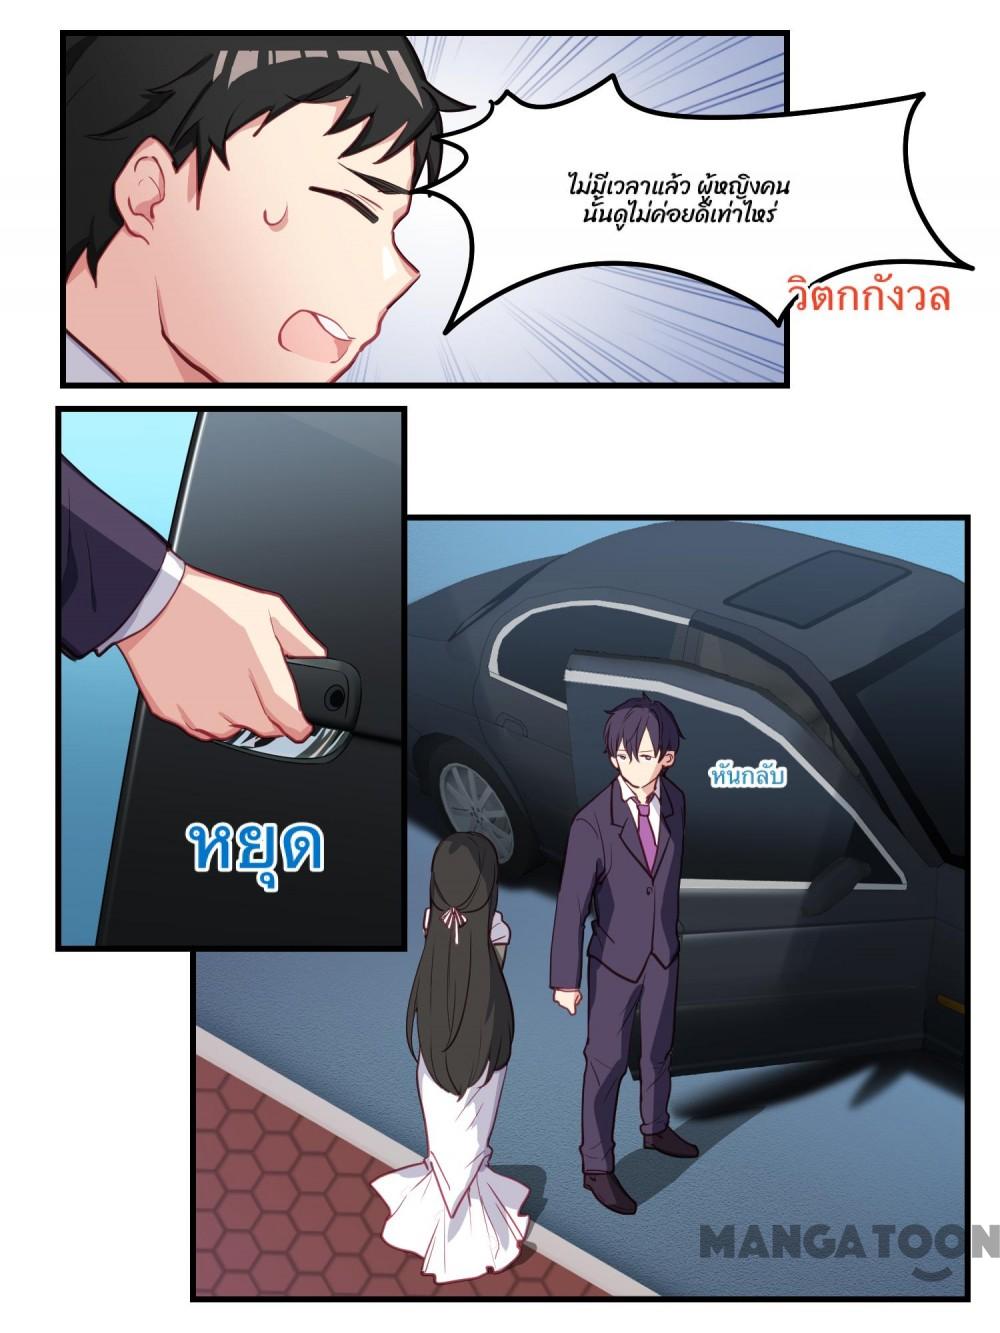 ไม่มีเวลาแล้ว ผู้หญิงคน
นั้นดูไม่ค่อยดีเท่าไหร่
วิตกกังวล
หยุด
หันกลับ
MANGATOON